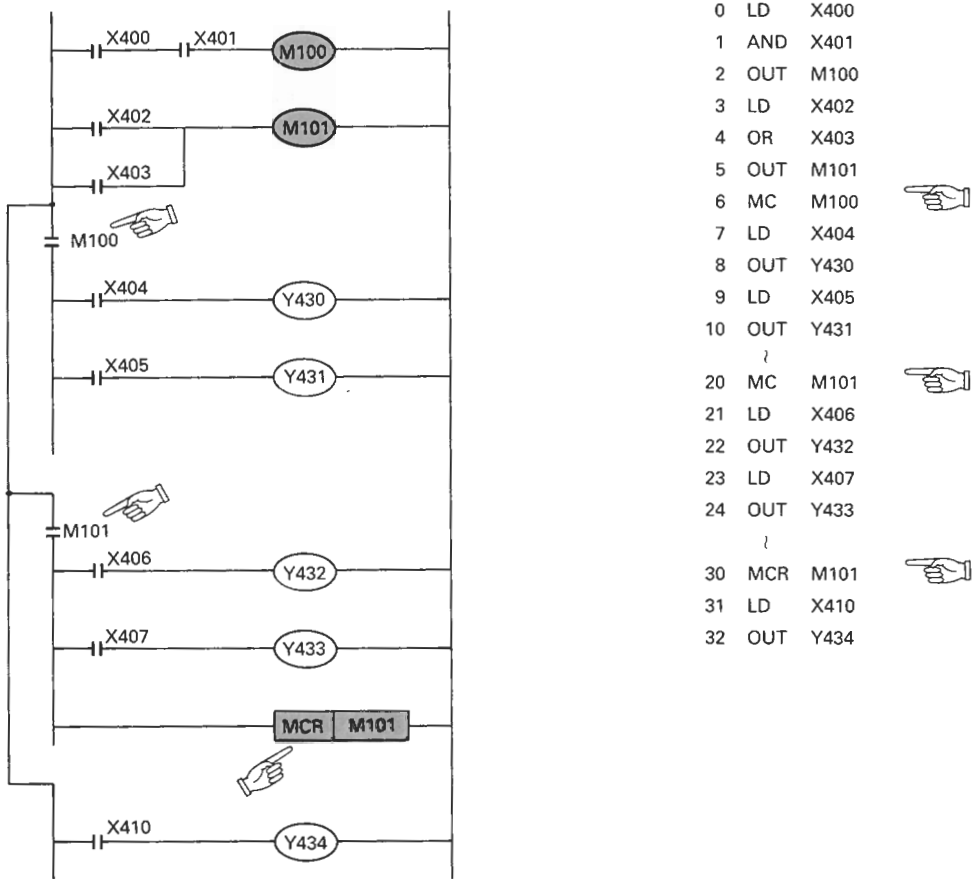 X400 X401
M100
X402
M101
X403
M100
X404
Y430
X405
Y431
M101
X406
Y432
X407
Y433
MCR M101
X410
Y434
0 LD X400
1 AND X401
2 OUT M100
3 LD X402
4 OR X403
5 OUT M101
6 MC M100
7 LD X404
8 OUT Y430
9 LD X405
10 OUT Y431
~
20 MC M101
21 LD X406
22 OUT Y432
23 LD X407
24 OUT Y433
~
30 MCR M101
31 LD X410
32 OUT Y434